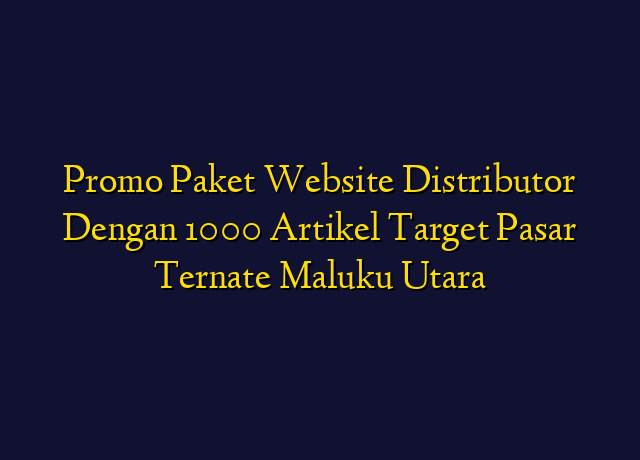 Promo Paket Website Distributor
Dengan 1000 Artikel Target Pasar
Ternate Maluku Utara